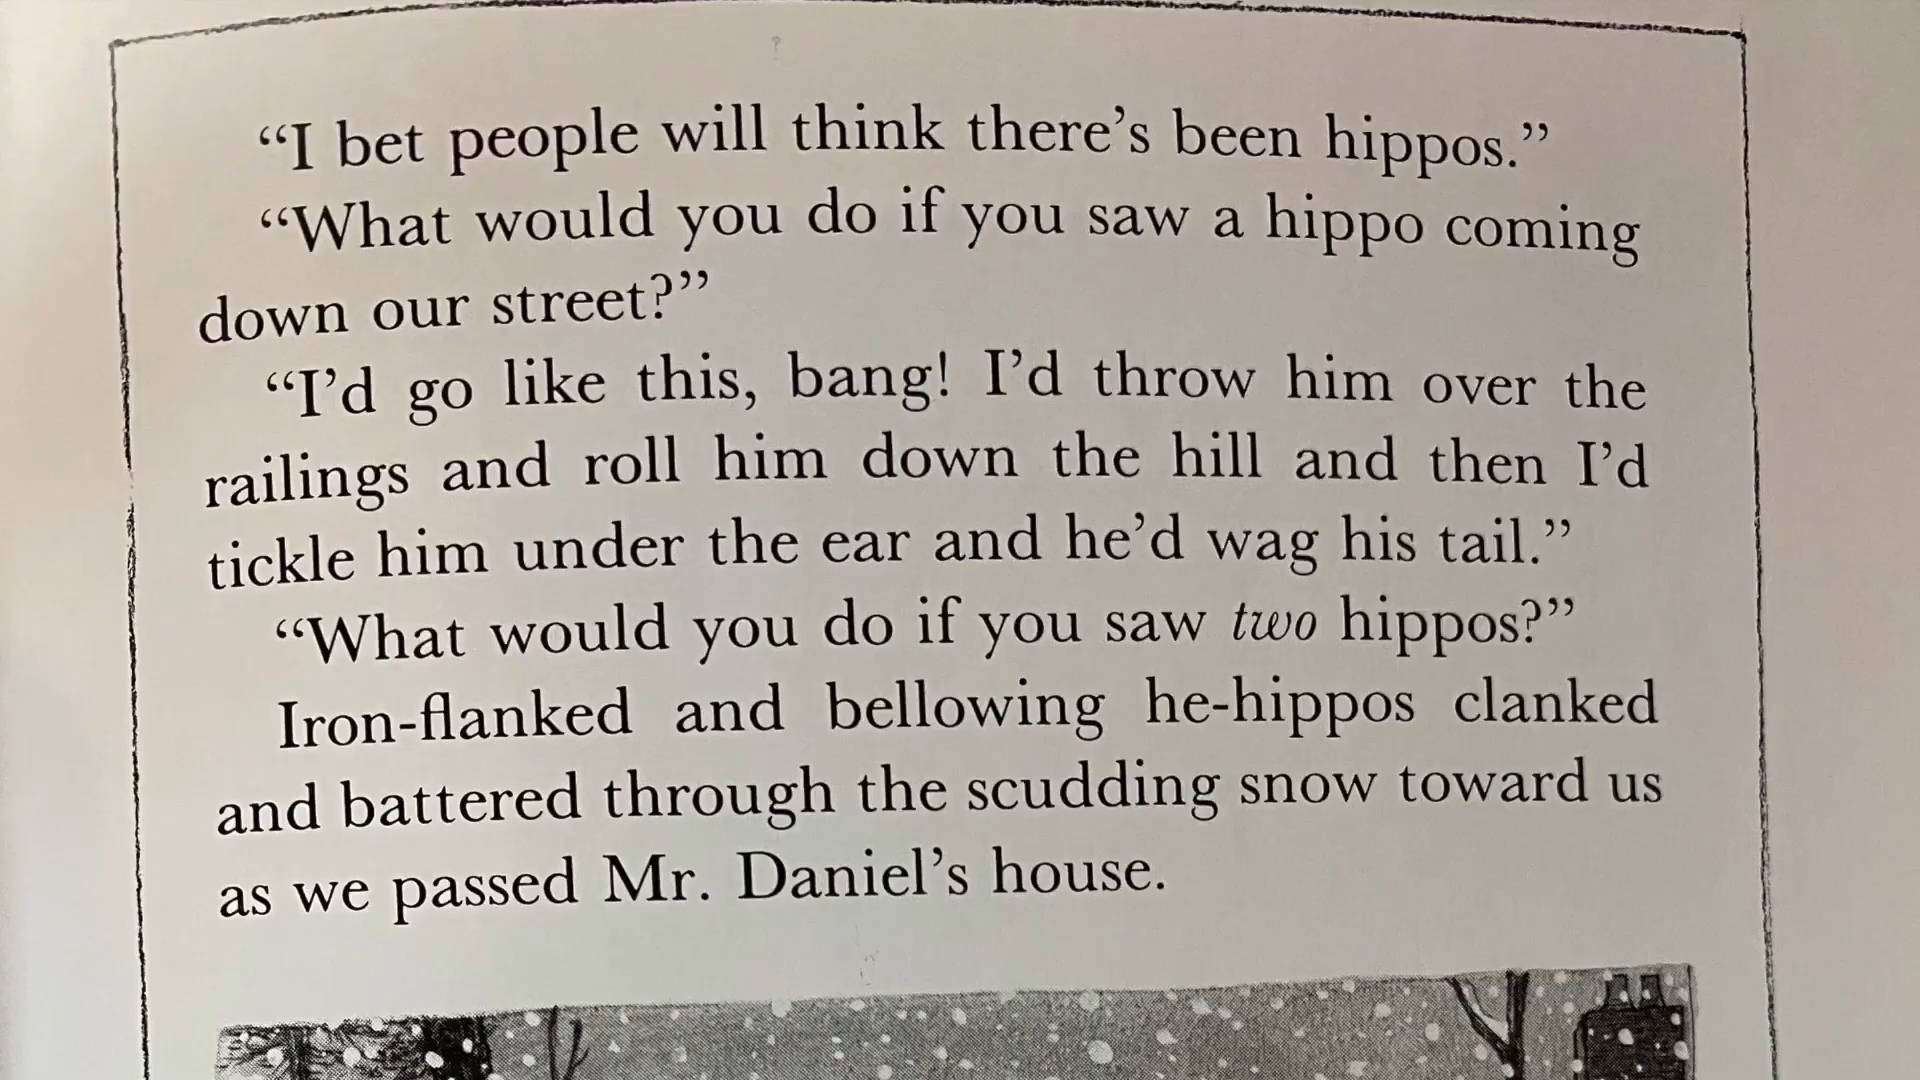 “I bet people will think there’s been hippos.”
“What would you do if you saw a hippo coming
down our street?”
“I’d go like this, bang! I’d throw him over the
railings and roll him down the hill and then I’d
tickle him under the ear and he’d wag his tail.”
“What would you do if you saw two hippos?”
Iron-flanked and bellowing he-hippos clanked
and battered through the scudding snow toward us
as we passed Mr. Daniel’s house.